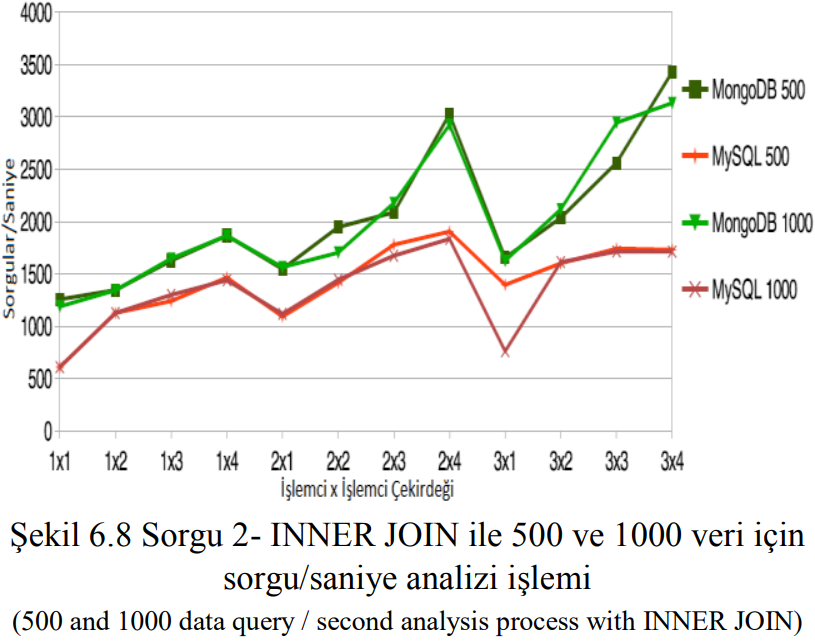 4000
3500
3000
2500
2000
1500
1000
500
0
Sorgular/Saniye
1x1 1x2 1x3 1x4 2x1 2x2 2x3 2x4 3x1 3x2 3x3 3x4
İşlemci x İşlemci Çekirdeği
MongoDB 500
MySQL 500
MongoDB 1000
MySQL 1000
Şekil 6.8 Sorgu 2- INNER JOIN ile 500 ve 1000 veri için
sorgu/saniye analizi işlemi
(500 and 1000 data query / second analysis process with INNER JOIN)